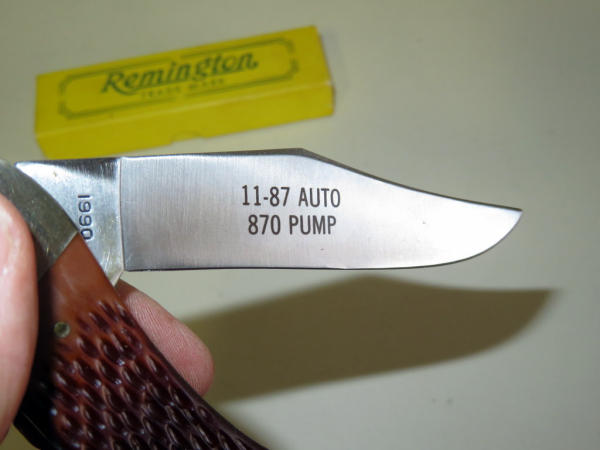 Remington
TRADE MARK
1990
11-87 AUTO
870 PUMP